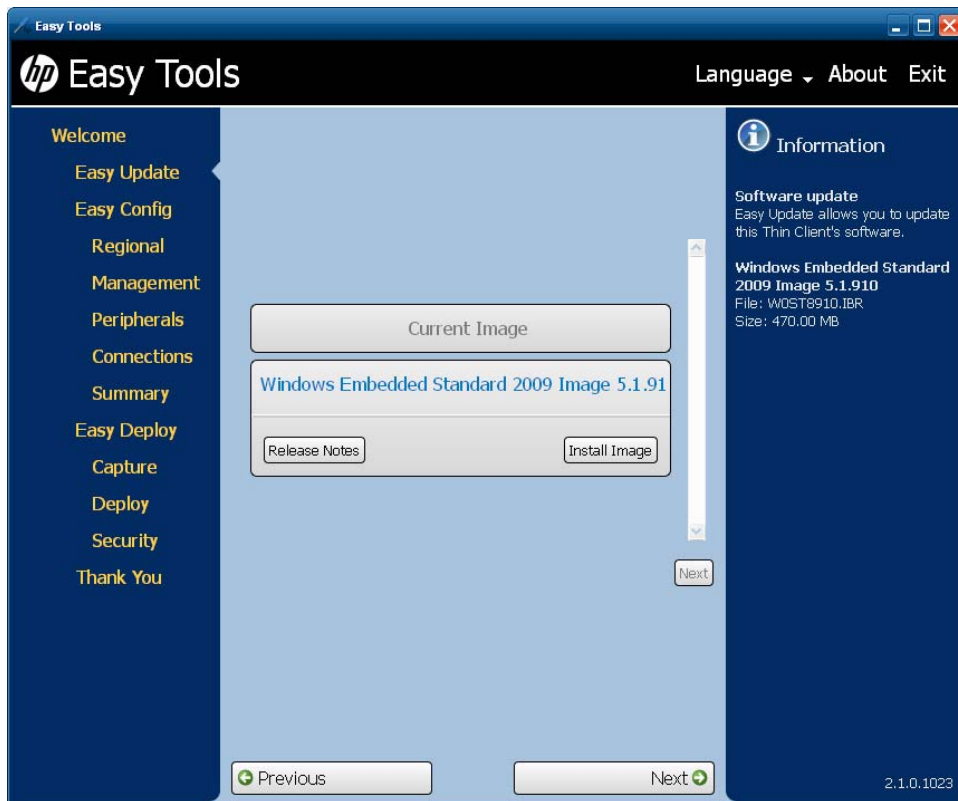 Easy Tools
hp Easy Tools
Language About Exit
Welcome
Easy Update
Easy Config
Regional
Management
Peripherals
Connections
Summary
Easy Deploy
Capture
Deploy
Security
Thank You
Current Image
Windows Embedded Standard 2009 Image 5.1.91
Release Notes
Install Image
Next
Previous
Next
Information
Software update
Easy Update allows you to update
this Thin Client's software.
Windows Embedded Standard
2009 Image 5.1.910
File: W0ST8910.IBR
Size: 470.00 MB
2.1.0.1023